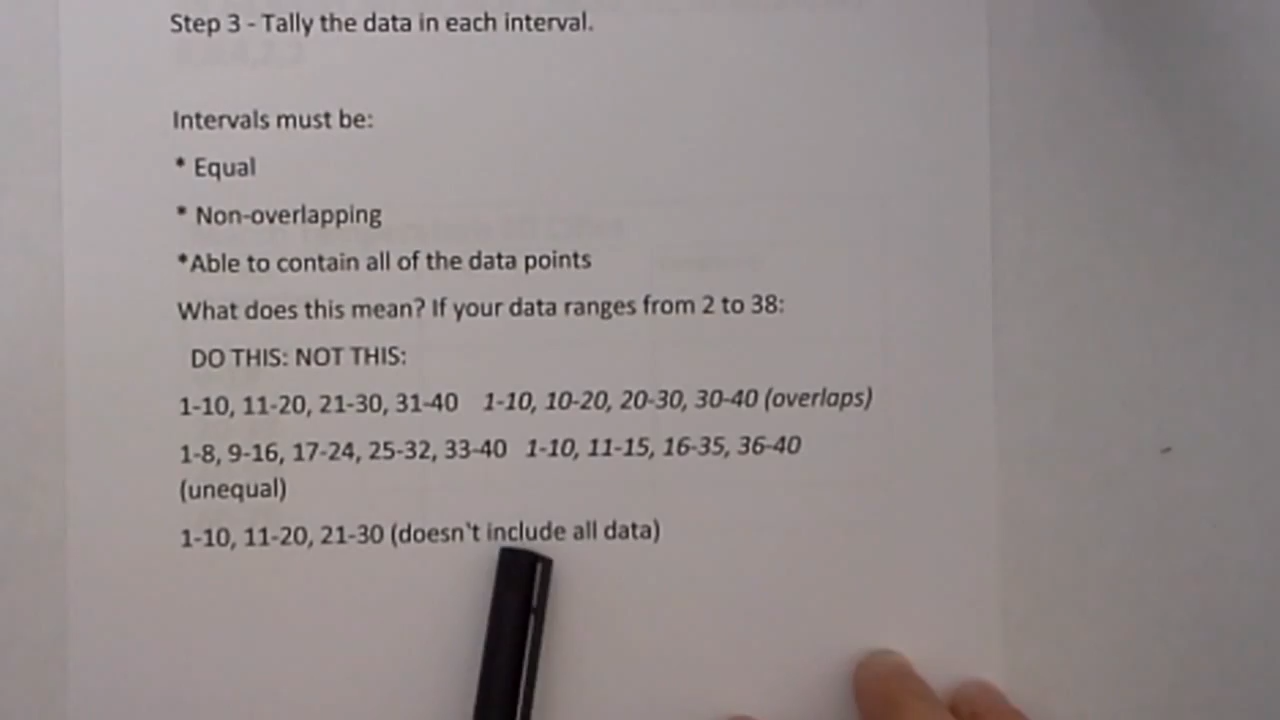 Step 3 - Tally the data in each interval.
Intervals must be:
* Equal
* Non-overlapping
*Able to contain all of the data points
What does this mean? If your data ranges from 2 to 38:
DO THIS: NOT THIS:
1-10, 11-20, 21-30, 31-40 1-10, 10-20, 20-30, 30-40 (overlaps)
1-8, 9-16, 17-24, 25-32, 33-40 1-10, 11-15, 16-35, 36-40
(unequal)
1-10, 11-20, 21-30 (doesn't include all data)